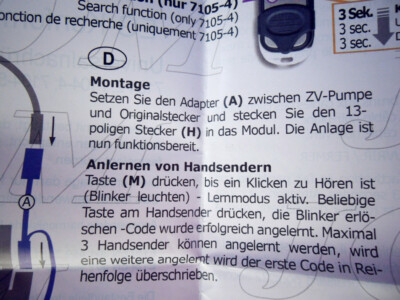 (nur 7105-4)
Search function (only 7105-4)
onction de recherche (uniquement 7105-4)
3 Sek.
3 sec.
3 sec.
D
Montage
Setzen Sie den Adapter (A) zwischen ZV-Pumpe
und Originalstecker und stecken Sie den 13-
poligen Stecker (H) in das Modul. Die Anlage ist
nun funktionsbereit.
Anlernen von Handsendern
Taste (M) drücken, bis ein Klicken zu Hören ist
(Blinker leuchten) - Lernmodus aktiv. Beliebige
Taste am Handsender drücken, die Blinker erlö-
schen -Code wurde erfolgreich angelernt. Maximal
3 Handsender können angelernt werden, wird
eine weitere angelernt wird der erste Code in Rei-
henfolge überschrieben.
A